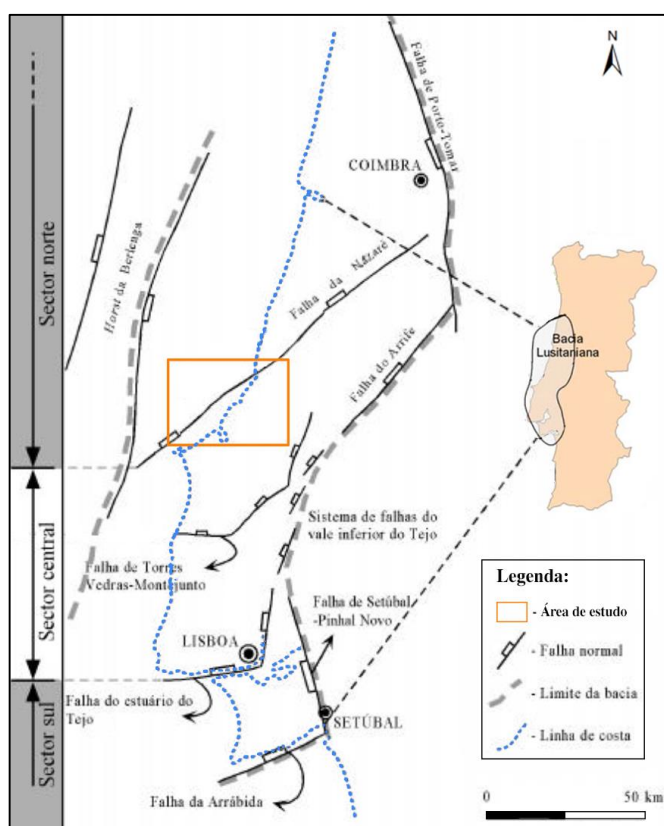 N
Falha de Porto-Tomar
COIMBRA
Sector norte
Horst da Berlenga
Falha da Nazaré
Falha do Arrife
Bacia
Lusitaniana
Sistema de falhas do
vale inferior do Tejo
Falha de Torres
Vedras-Montejunto
Sector central
Falha de Setúbal
-Pinhal Novo
LISBOA
Falha do estuário do
Tejo
SETÚBAL
Sector sul
Falha da Arrábida
Legenda:
- Área de estudo
- Falha normal
- Limite da bacia
- Linha de costa
0 50 km